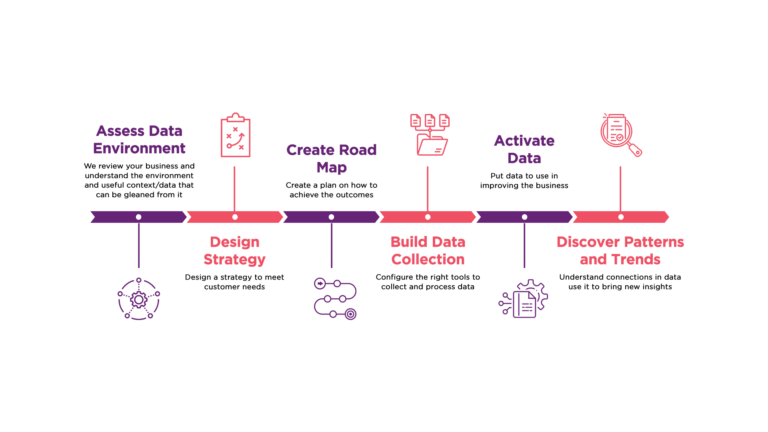 Assess Data
Environment
We review your business and
understand the environment
and useful context/data that
can be gleaned from it
Design
Strategy
Design a strategy to meet
customer needs
Create Road
Map
Create a plan on how to
achieve the outcomes
Build Data
Collection
Configure the right tools to
collect and process data
Activate
Data
Put data to use in
improving the business
Discover Patterns
and Trends
Understand connections in data
use it to bring new insights